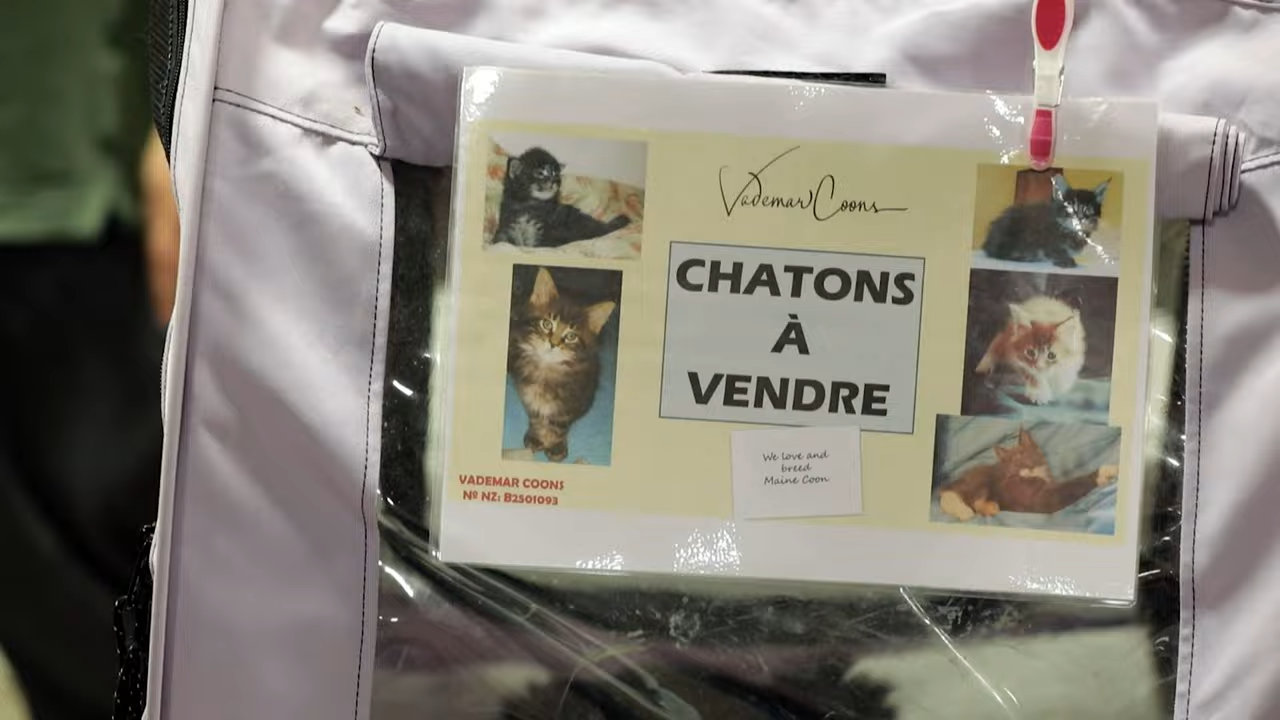 Vademar Coons
CHATONS
À
VENDRE
We love and
breed
Maine Coon
VADEMAR COONS
Nº NZ: B2501093